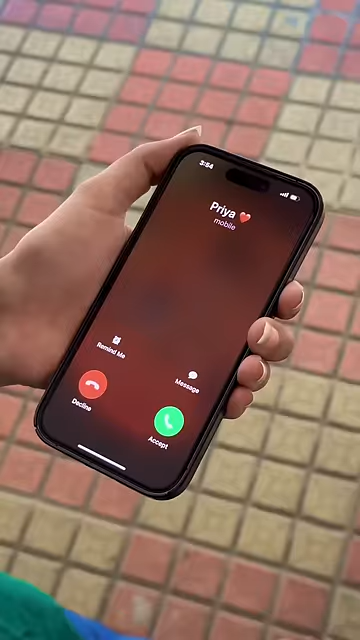 3:54
Priya ❤️
mobile
Remind Me
Message
Decline
Accept